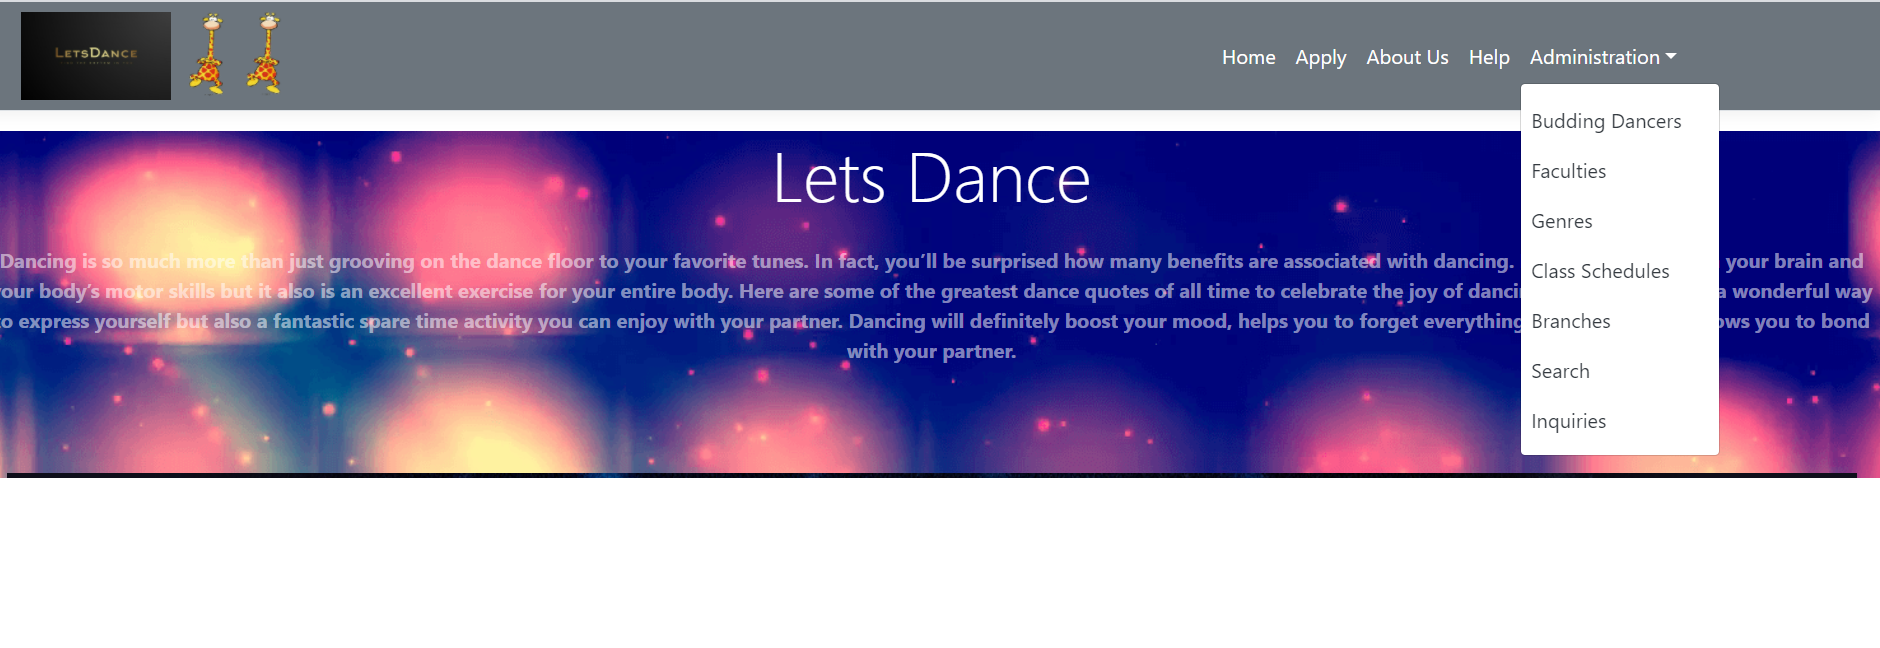 LETSDANCE
Home Apply About Us Help Administration
Budding Dancers
Faculties
Genres
Class Schedules
Branches
Search
Inquiries
Lets Dance
Dancing is so much more than just grooving on the dance floor to your favorite tunes. In fact, you’ll be surprised how many benefits are associated with dancing. your brain and
our body’s motor skills but it also is an excellent exercise for your entire body. Here are some of the greatest dance quotes of all time to celebrate the joy of danci a wonderful way
o express yourself but also a fantastic spare time activity you can enjoy with your partner. Dancing will definitely boost your mood, helps you to forget everything ows you to bond
with your partner.